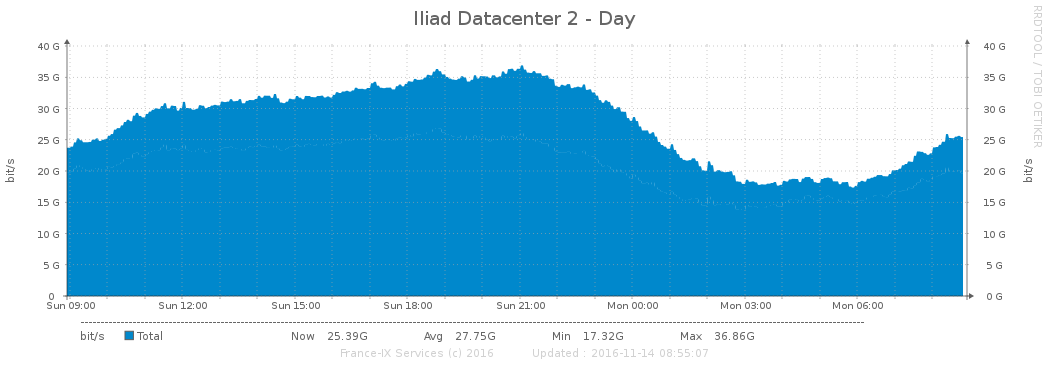 Iliad Datacenter 2 - Day
RRDTOOL / TOBI OETIKER
40 G 40 G
35 G 35 G
30 G 30 G
25 G 25 G
20 G 20 G
15 G 15 G
10 G 10 G
5 G 5 G
0 0 G
bit/s
bit/s
Sun 09:00 Sun 12:00 Sun 15:00 Sun 18:00 Sun 21:00 Mon 00:00 Mon 03:00 Mon 06:00
bit/s Total Now 25.39G Avg 27.75G Min 17.32G Max 36.86G
France-IX Services (c) 2016 Updated : 2016-11-14 08:55:07